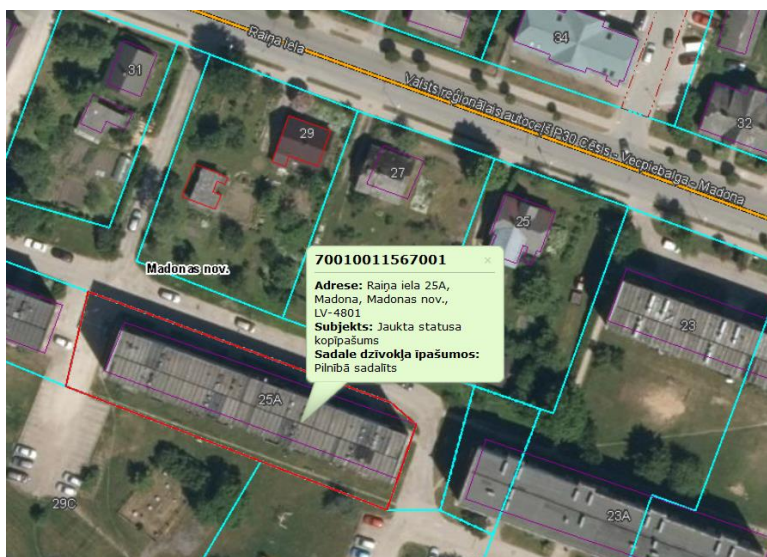 Raiņa iela
34
31
Valsts reģionālais autoceļš P30 Cēsis - Vecpiebalga - Madona
32
29
27
25
Madonas nov.
70010011567001
×
Adrese: Raiņa iela 25A,
Madona, Madonas nov.,
LV-4801
Subjekts: Jaukta statusa
kopīpašums
Sadale dzīvokļa īpašumos:
Pilnībā sadalīts
23
25A
29C
23A